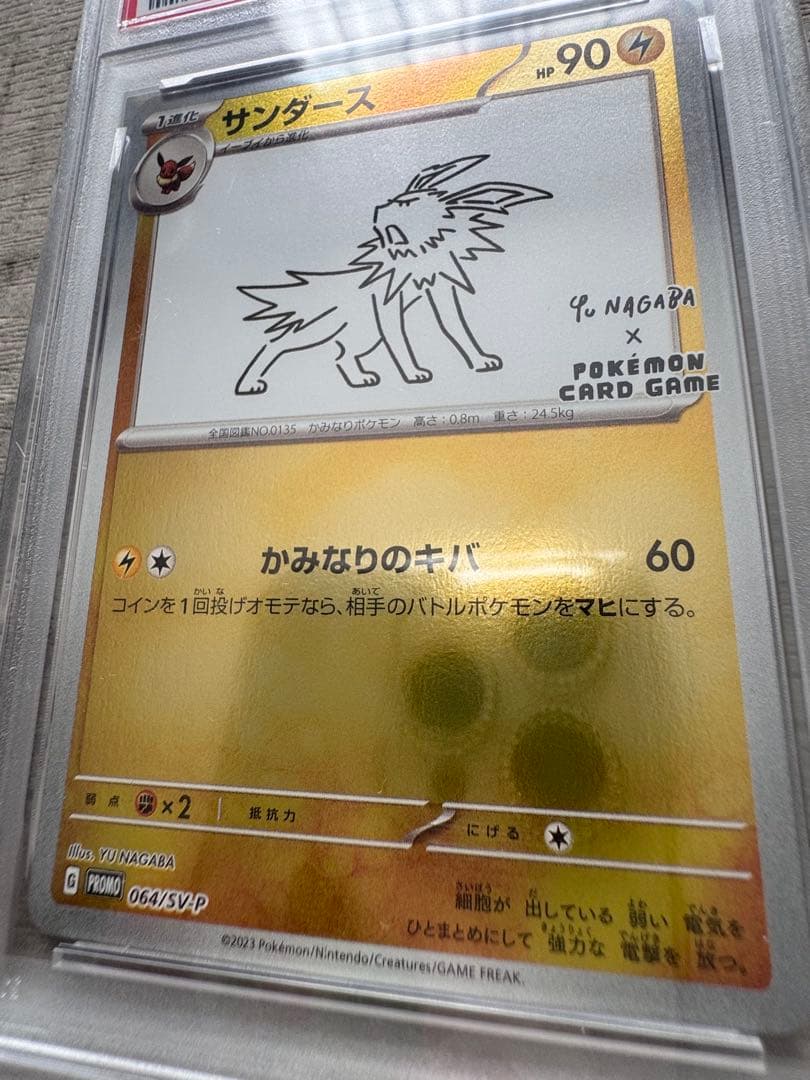 1進化 サンダース HP 90
イーブイから進化
Yu NAGABA
×
POKÉMON
CARD GAME
全国図鑑NO.0135 かみなりポケモン 高さ：0.8m 重さ：24.5kg
かみなりのキバ 60
コインを1回投げオモテなら、相手のバトルポケモンをマヒにする。
弱点 ×2 抵抗力 にげる
Illus. YU NAGABA
G PROMO 064/SV-P
細胞が 出している 弱い 電気を
ひとまとめにして 強力な 電撃を 放つ。
©2023 Pokémon/Nintendo/Creatures/GAME FREAK.